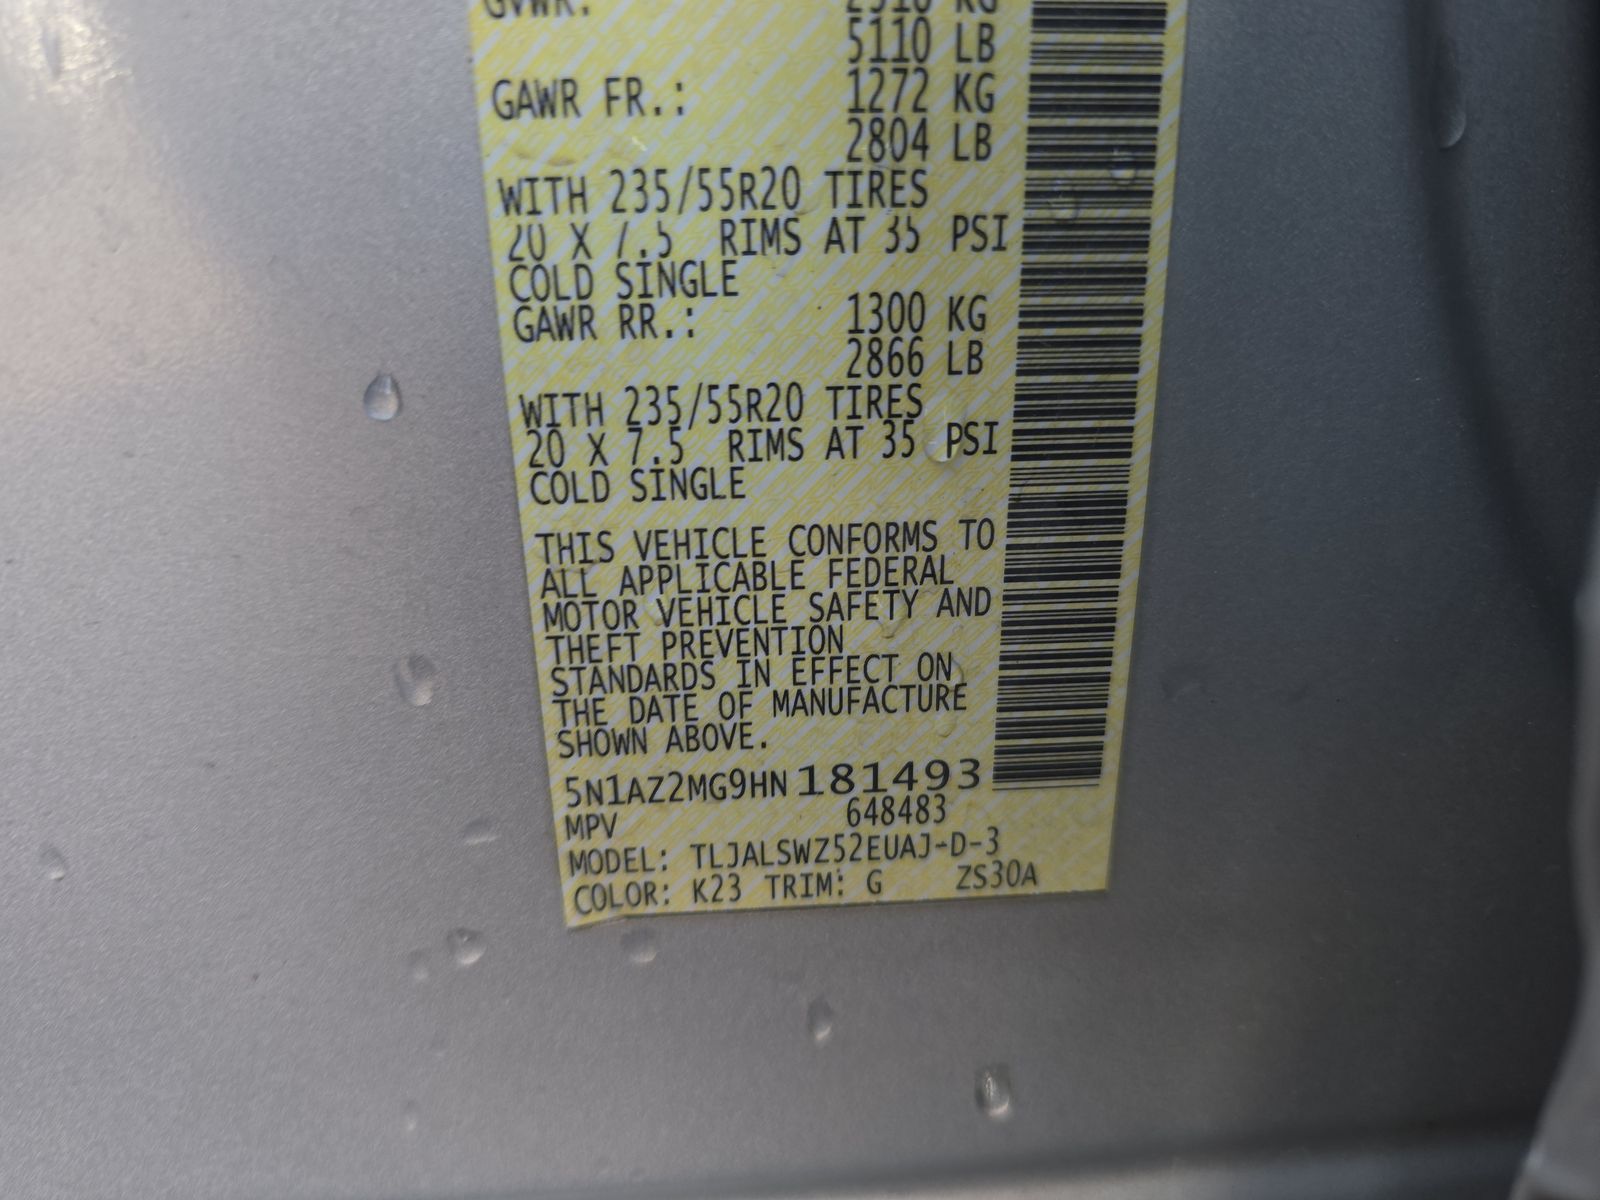 GVWR: 2318 KG
5110 LB
GAWR FR.: 1272 KG
2804 LB
WITH 235/55R20 TIRES
20 X 7.5 RIMS AT 35 PSI
COLD SINGLE
GAWR RR.: 1300 KG
2866 LB
WITH 235/55R20 TIRES
20 X 7.5 RIMS AT 35 PSI
COLD SINGLE
THIS VEHICLE CONFORMS TO
ALL APPLICABLE FEDERAL
MOTOR VEHICLE SAFETY AND
THEFT PREVENTION
STANDARDS IN EFFECT ON
THE DATE OF MANUFACTURE
SHOWN ABOVE.
5N1AZ2MG9HN181493
MPV 648483
MODEL: TLJALSWZ52EUAJ-D-3
COLOR: K23 TRIM: G ZS30A